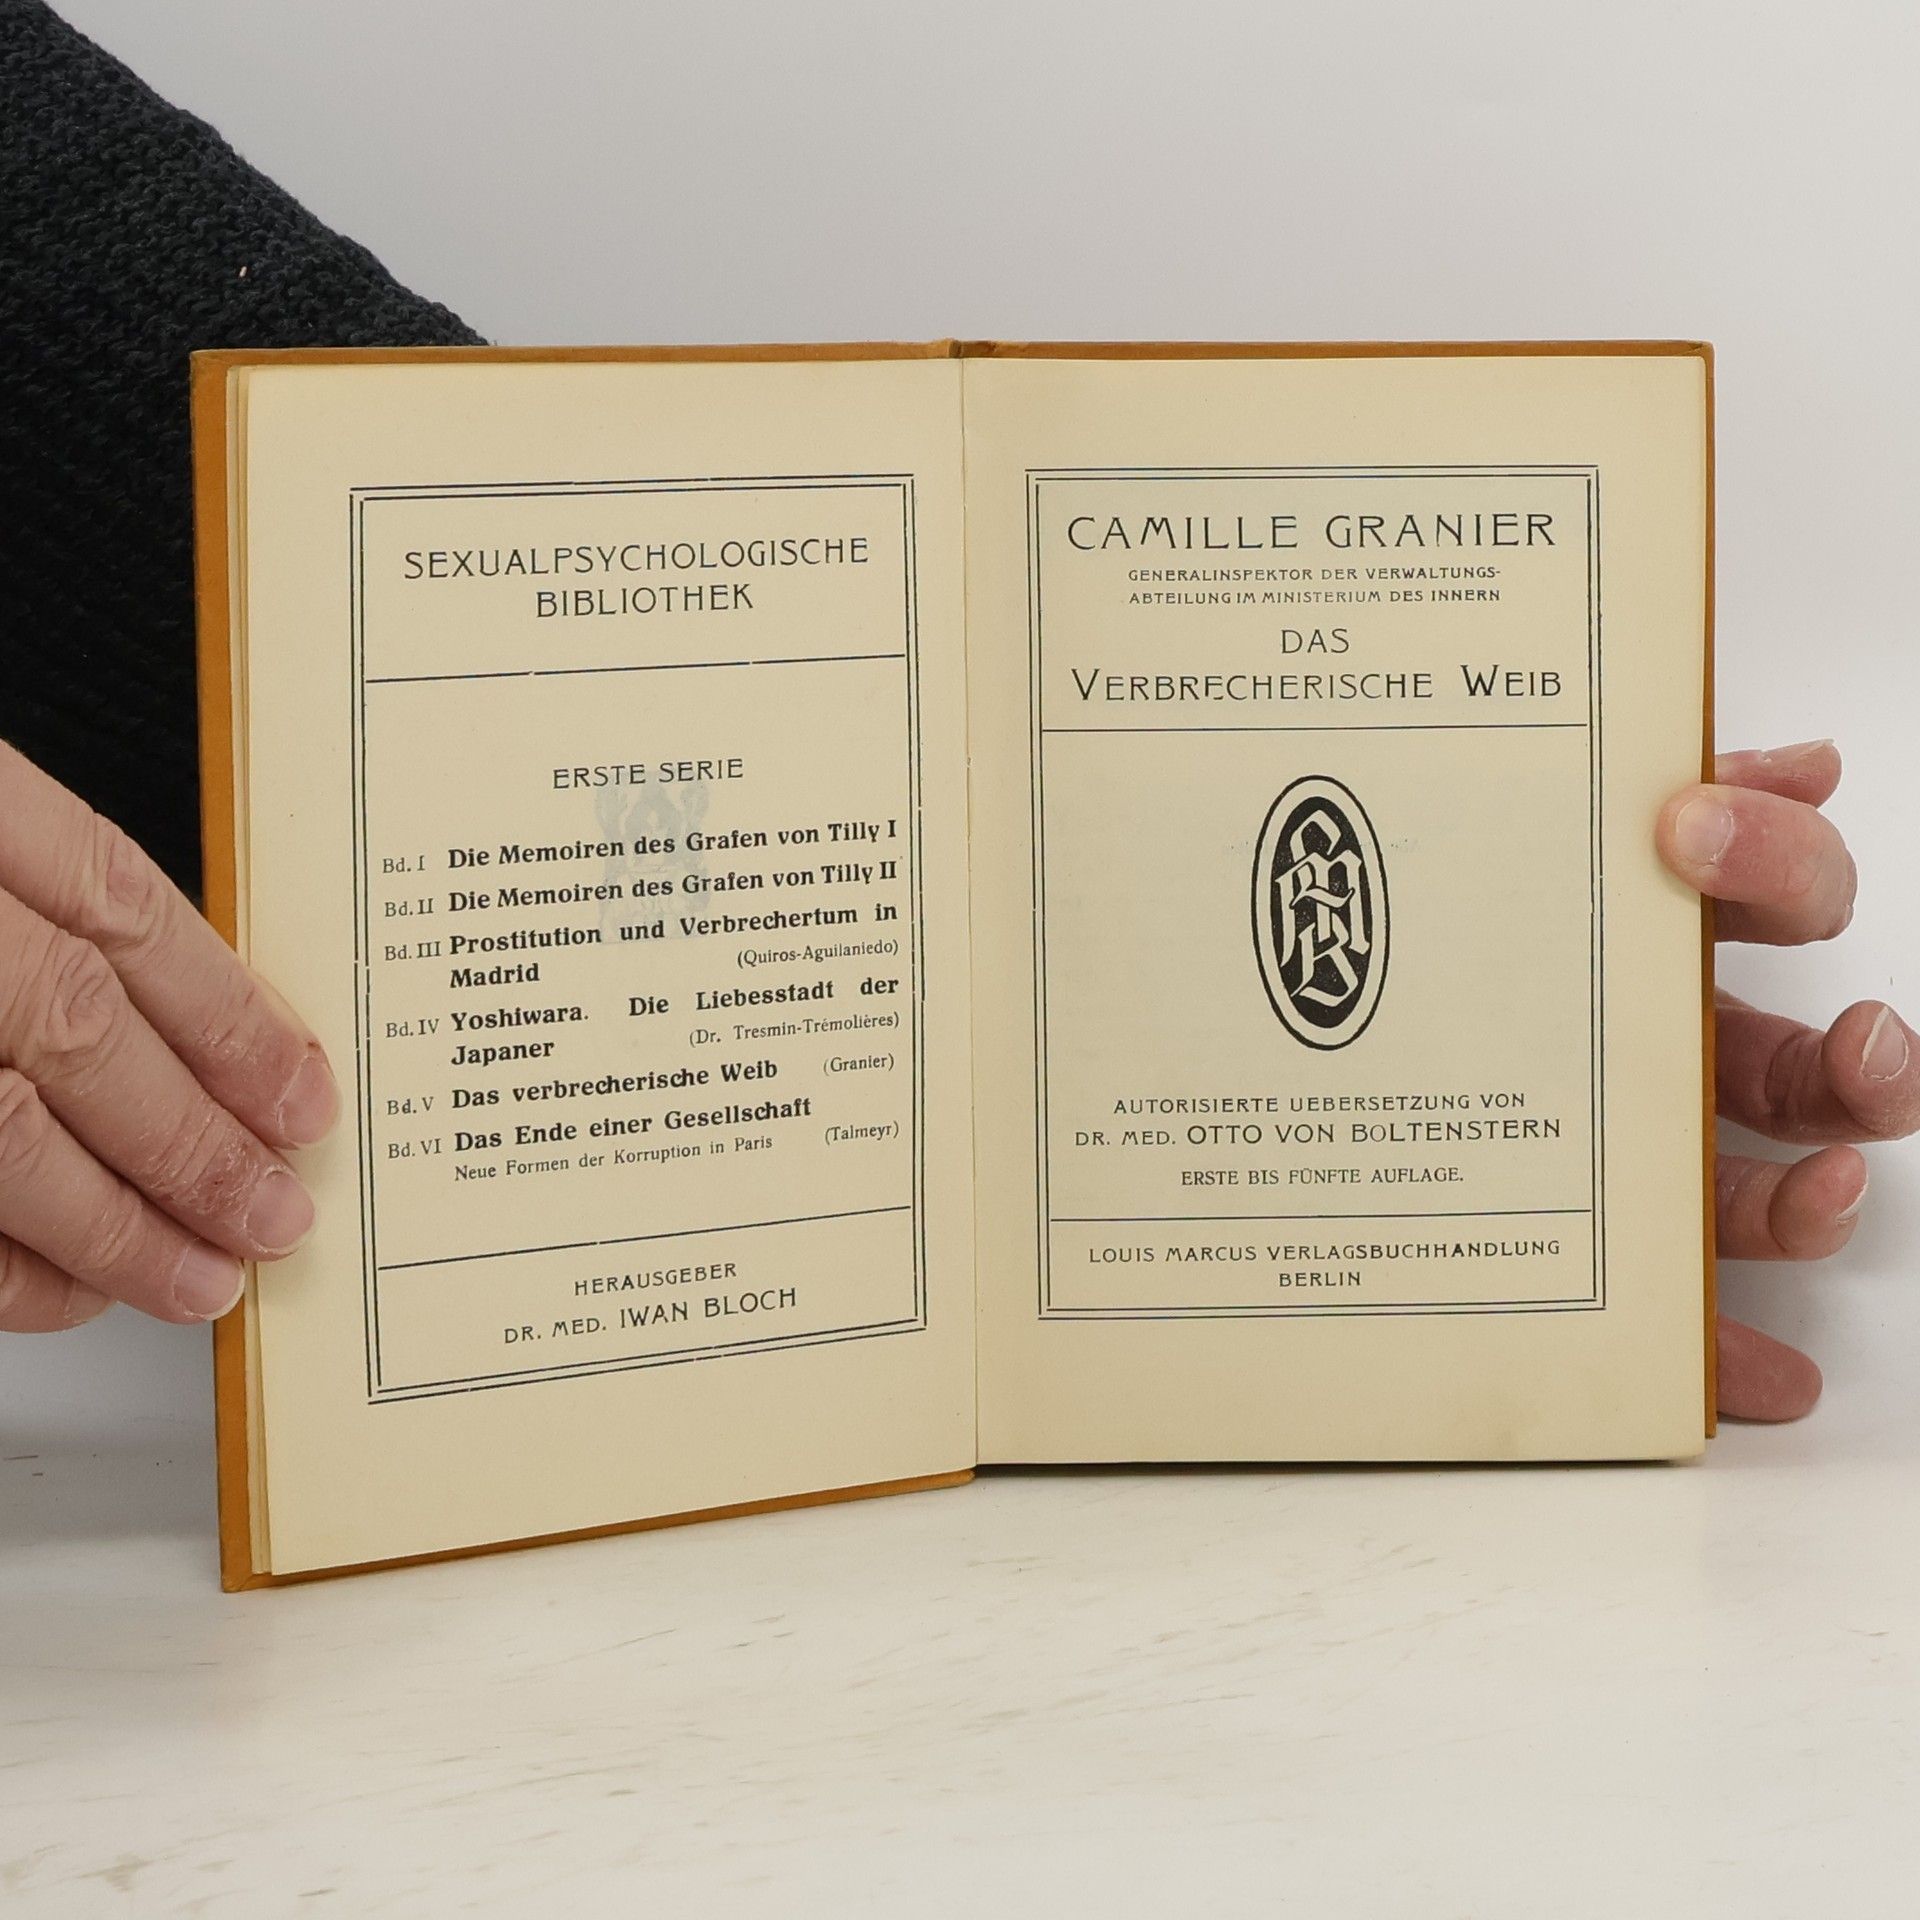 SEXUALPSYCHOLOGISCHE
BIBLIOTHEK
ERSTE SERIE
Bd. I Die Memoiren des Grafen von Tilly I
Bd. II Die Memoiren des Grafen von Tilly II
Bd. III Prostitution und Verbrechertum in
Madrid (Quiros-Aguilaniedo)
Bd. IV Yoshiwara. Die Liebesstadt der
Japaner (Dr. Tresmin-Trémolières)
Bd. V Das verbrecherische Weib (Granier)
Bd. VI Das Ende einer Gesellschaft
Neue Formen der Korruption in Paris (Talmeyr)
HERAUSGEBER
DR. MED. IWAN BLOCH
CAMILLE GRANIER
GENERALINSPEKTOR DER VERWALTUNGS-
ABTEILUNG IM MINISTERIUM DES INNERN
DAS
VERBRECHERISCHE WEIB
AUTORISIERTE UEBERSETZUNG VON
DR. MED. OTTO VON BOLTENSTERN
ERSTE BIS FÜNFTE AUFLAGE.
LOUIS MARCUS VERLAGSBUCHHANDLUNG
BERLIN